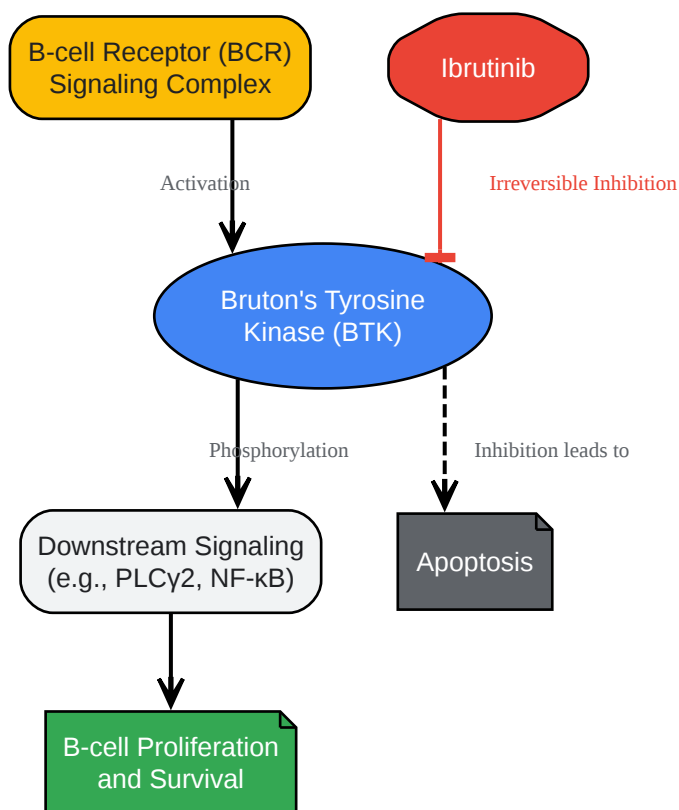 B-cell Receptor (BCR)
Signaling Complex
Ibrutinib
Activation
Irreversible Inhibition
Bruton's Tyrosine
Kinase (BTK)
Phosphorylation
Inhibition leads to
Downstream Signaling
(e.g., PLCγ2, NF-κB)
Apoptosis
B-cell Proliferation
and Survival